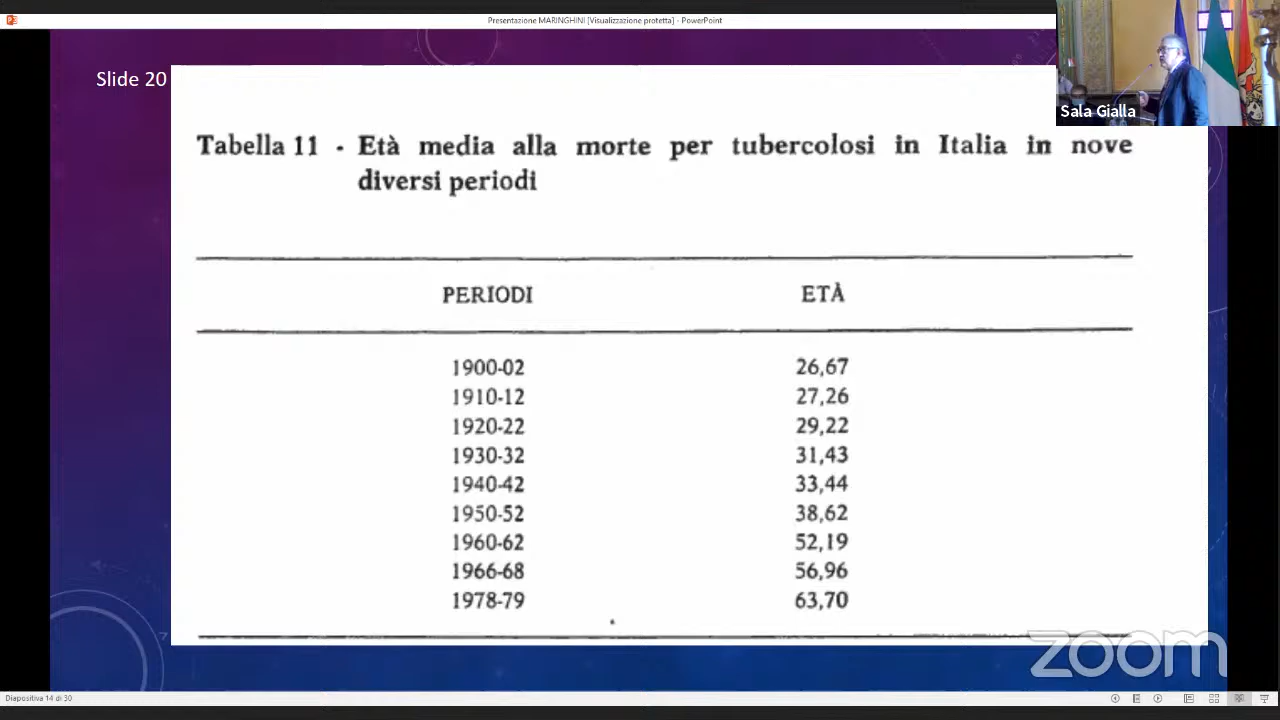 Presentazione MARINGHINI [Visualizzazione protetta] - PowerPoint
Slide 20
Sala Gialla
Tabella 11 - Età media alla morte per tubercolosi in Italia in nove
diversi periodi
PERIODI ETÀ
1900-02 26,67
1910-12 27,26
1920-22 29,22
1930-32 31,43
1940-42 33,44
1950-52 38,62
1960-62 52,19
1966-68 56,96
1978-79 63,70
zoom
Diapositiva 14 di 30